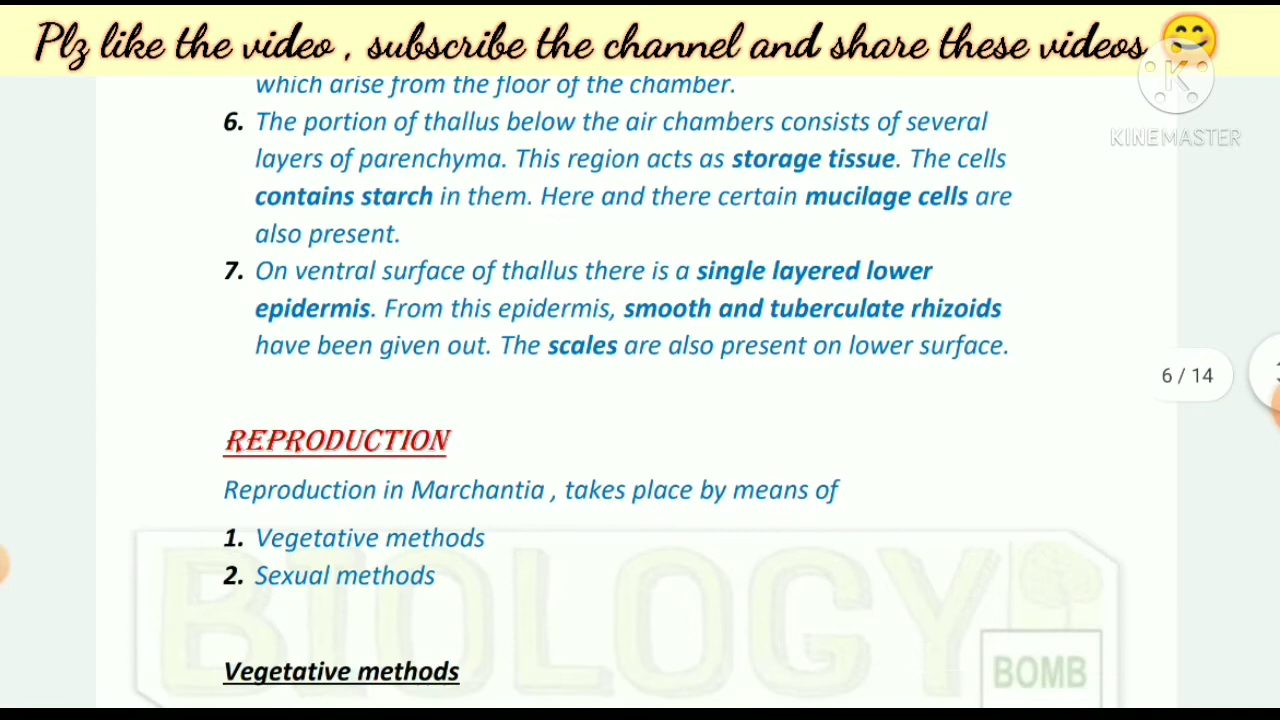 Plz like the video , subscribe the channel and share these videos
K
KINEMASTER
which arise from the floor of the chamber.
6. The portion of thallus below the air chambers consists of several
layers of parenchyma. This region acts as storage tissue. The cells
contains starch in them. Here and there certain mucilage cells are
also present.
7. On ventral surface of thallus there is a single layered lower
epidermis. From this epidermis, smooth and tuberculate rhizoids
have been given out. The scales are also present on lower surface.
6 / 14
REPRODUCTION
Reproduction in Marchantia , takes place by means of
1. Vegetative methods
2. Sexual methods
BIOLOGY
BOMB
Vegetative methods